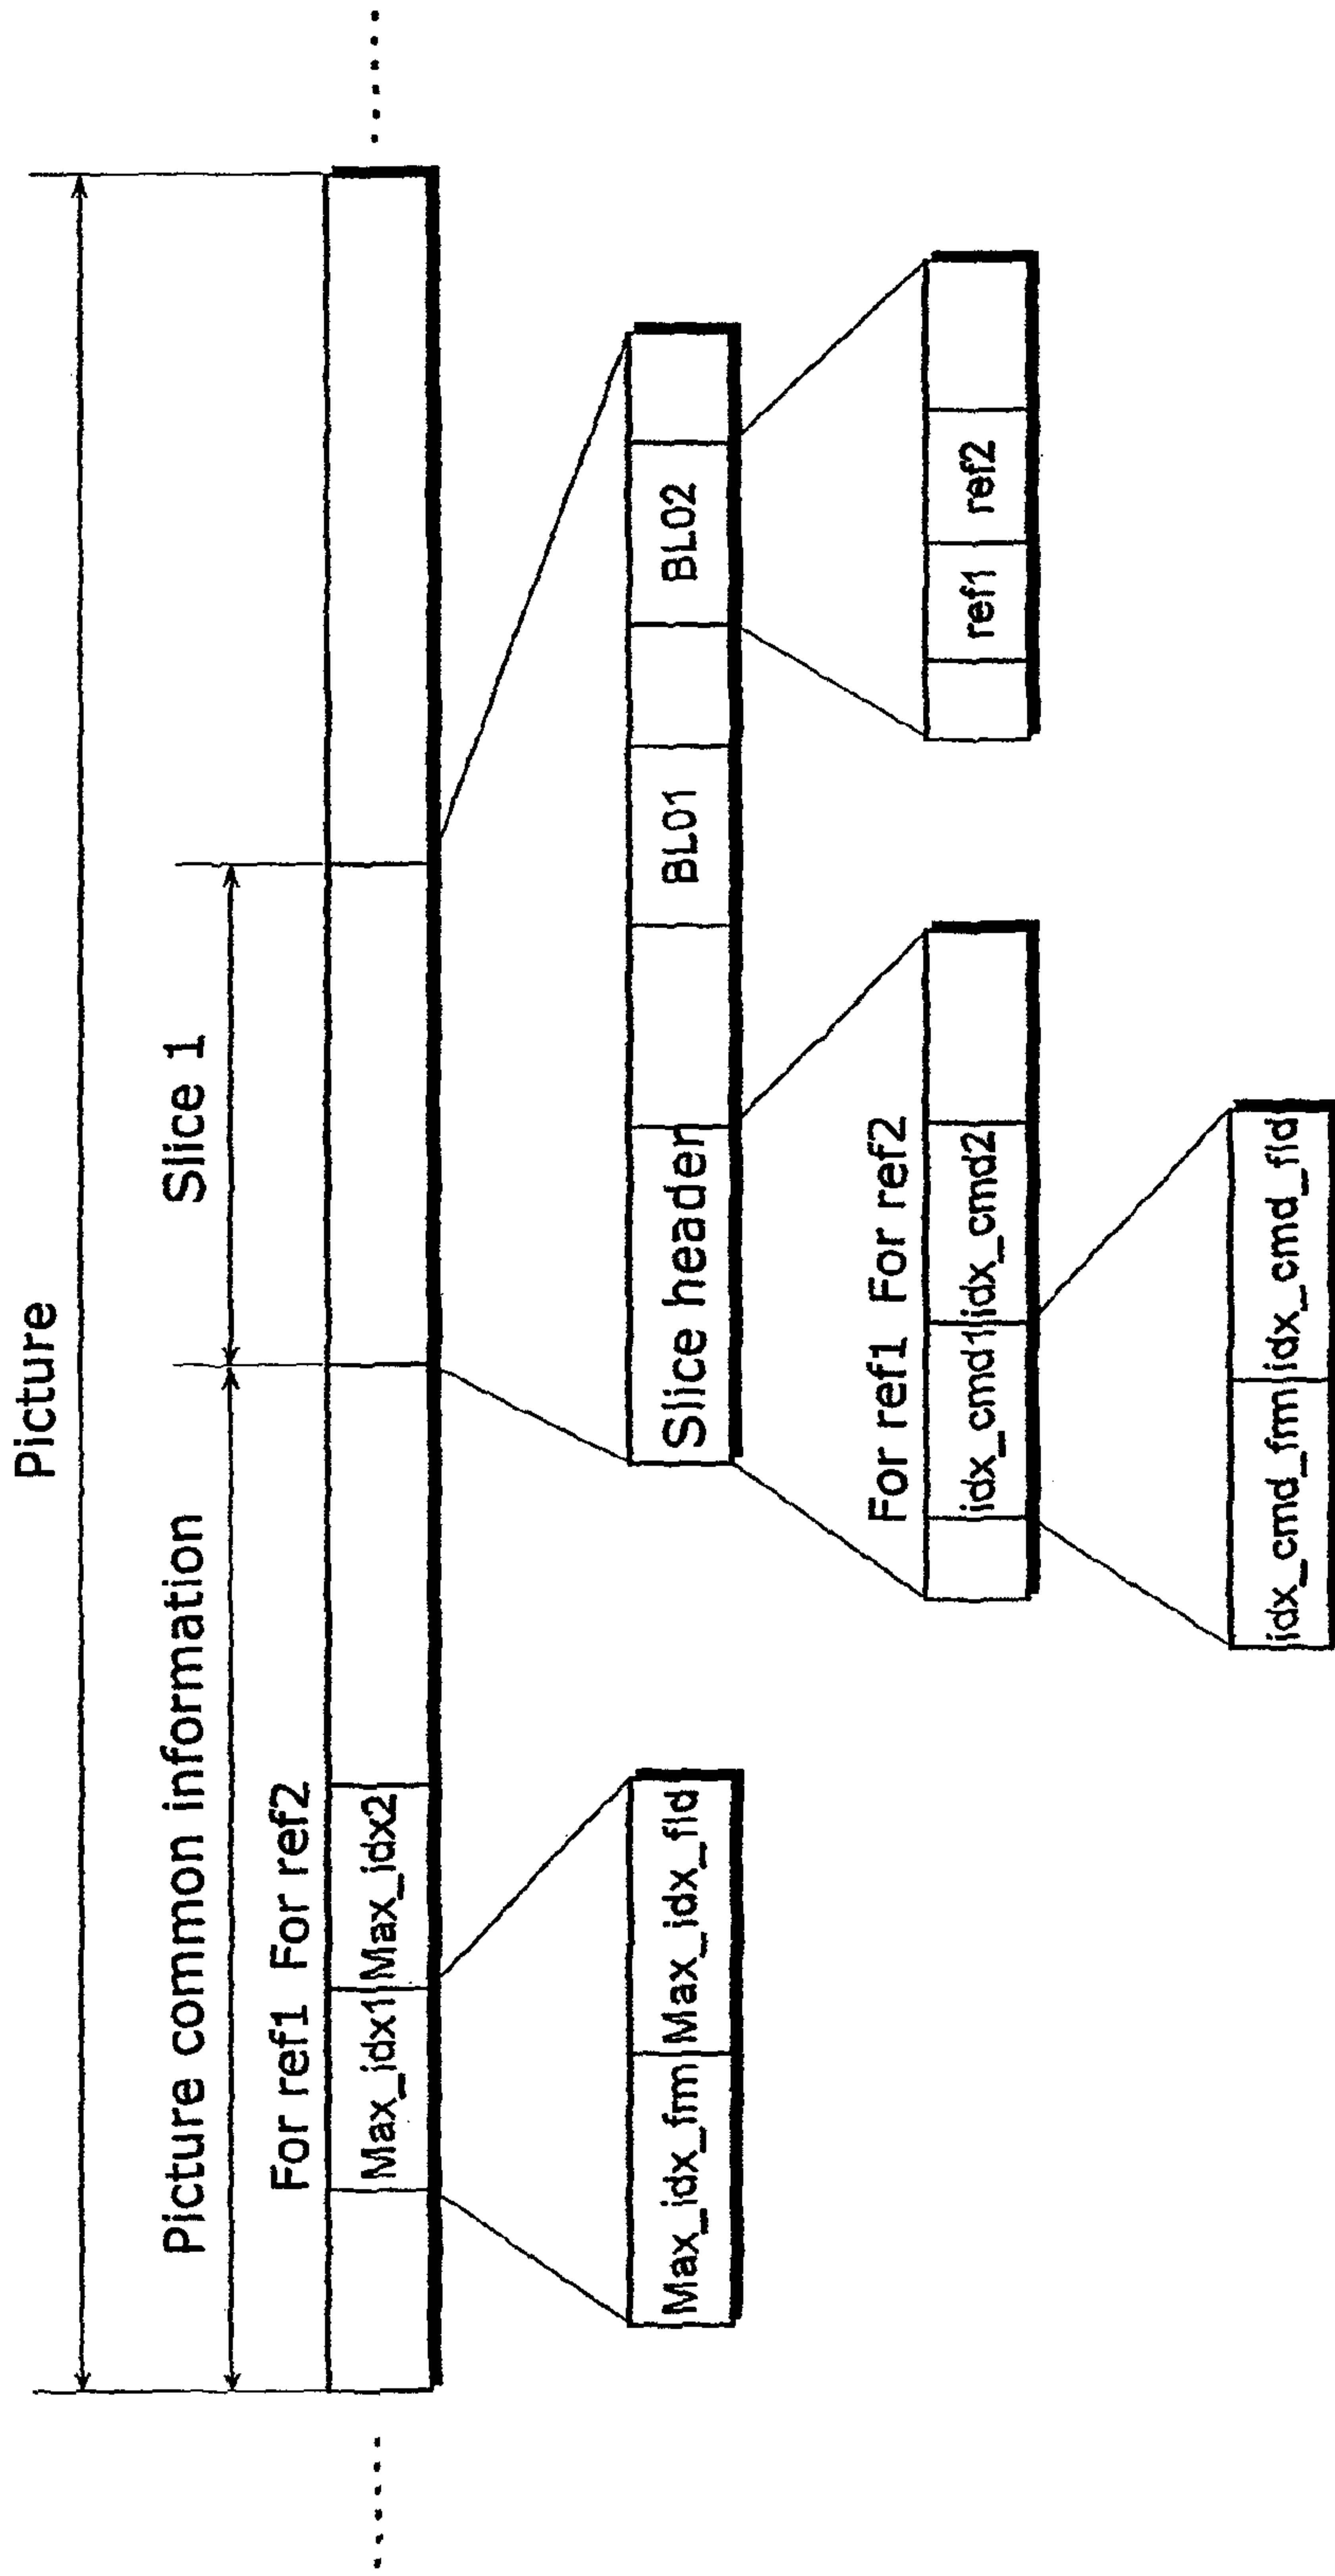 Picture
Picture common information
Slice 1
For ref1 For ref2
Max_idx1 Max_idx2
Max_idx_frm Max_idx_fld
Slice header
BL01
BL02
For ref1 For ref2
idx_cmd1 idx_cmd2
ref1 ref2
idx_cmd_frm idx_cmd_fld